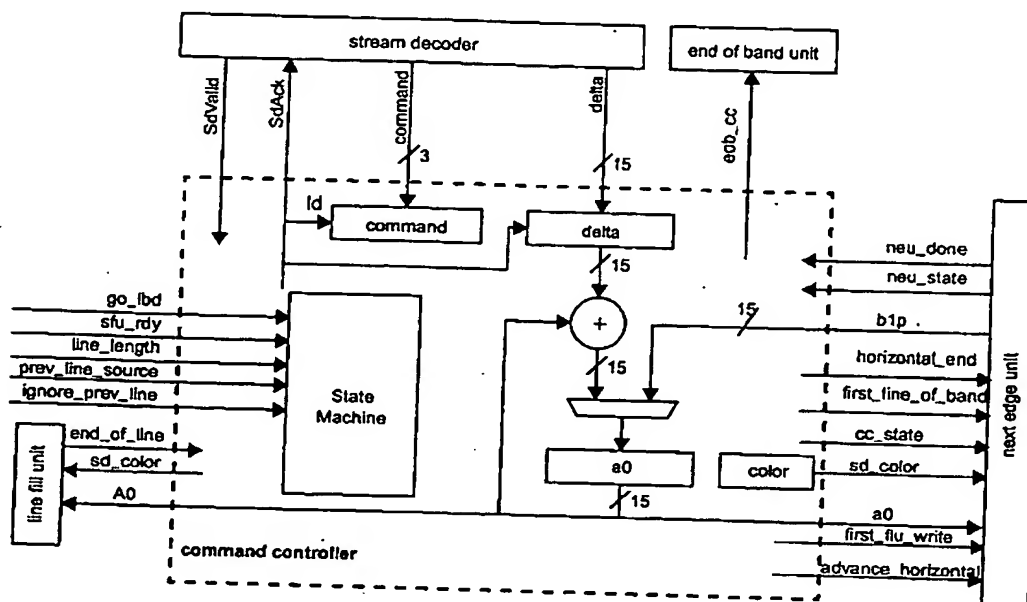 stream decoder
end of band unit
SdValid
SdAck
command
delta
eob_cc
3
15
ld
command
delta
neu_done
neu_state
15
15
b1p
go_lbd
sfu_rdy
line_length
prev_line_source
ignore_prev_line
+
15
horizontal_end
first_line_of_band
State
Machine
next edge unit
end_of_line
cc_state
sd_color
a0
color
sd_color
line fill unit
A0
15
a0
first_flu_write
command controller
advance_horizontal